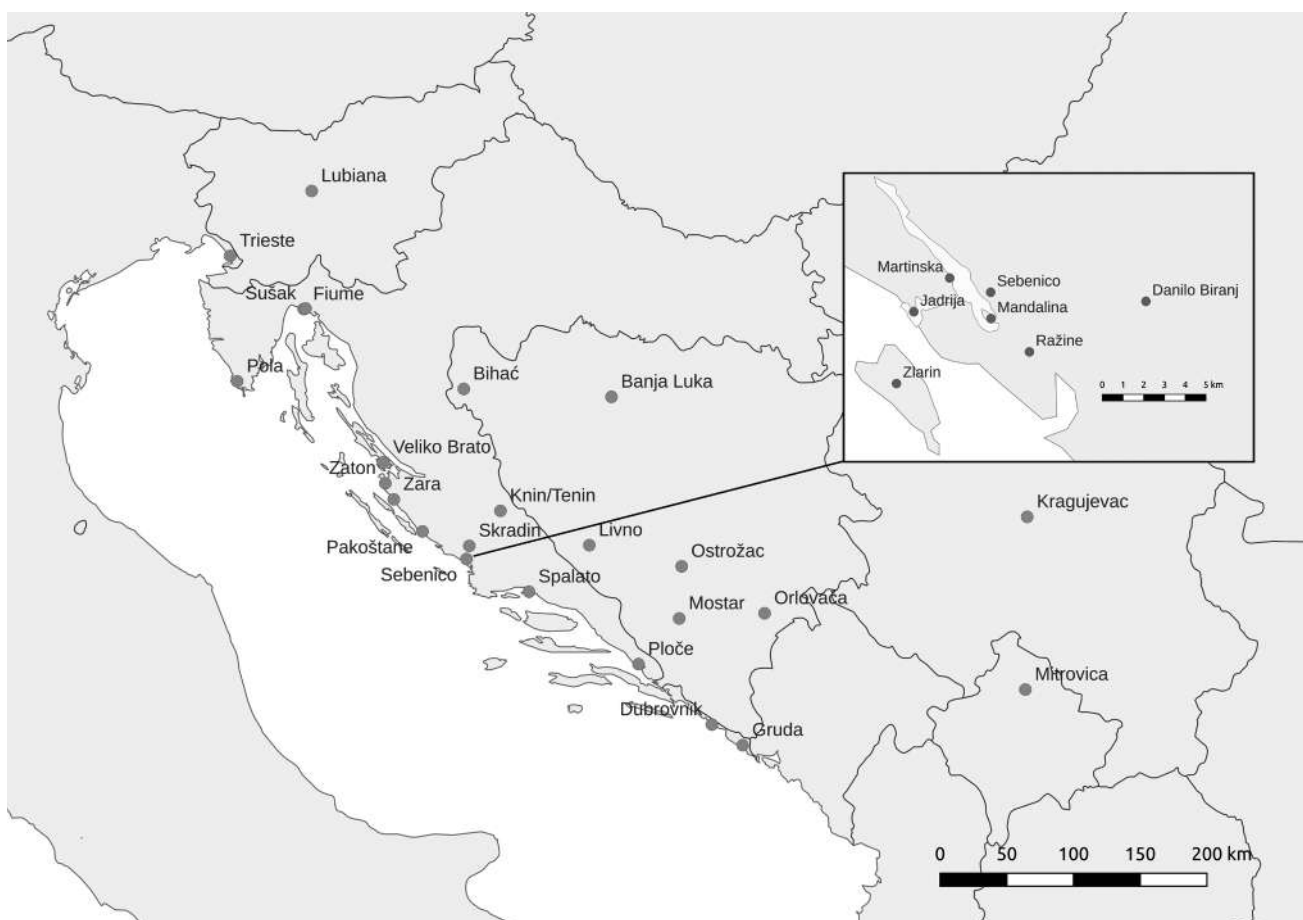 Lubiana
Trieste
Sušak
Fiume
Pola
Bihać
Banja Luka
Veliko Brato
Zaton
Zara
Knin/Tenin
Pakoštane
Skradin
Livno
Sebenico
Spalato
Ostrožac
Mostar
Orlovača
Ploče
Dubrovnik
Gruda
Kragujevac
Mitrovica
Martinska
Sebenico
Danilo Biranj
Jadrija
Mandalina
Ražine
Zlarin
0 1 2 3 4 5 km
0 50 100 150 200 km